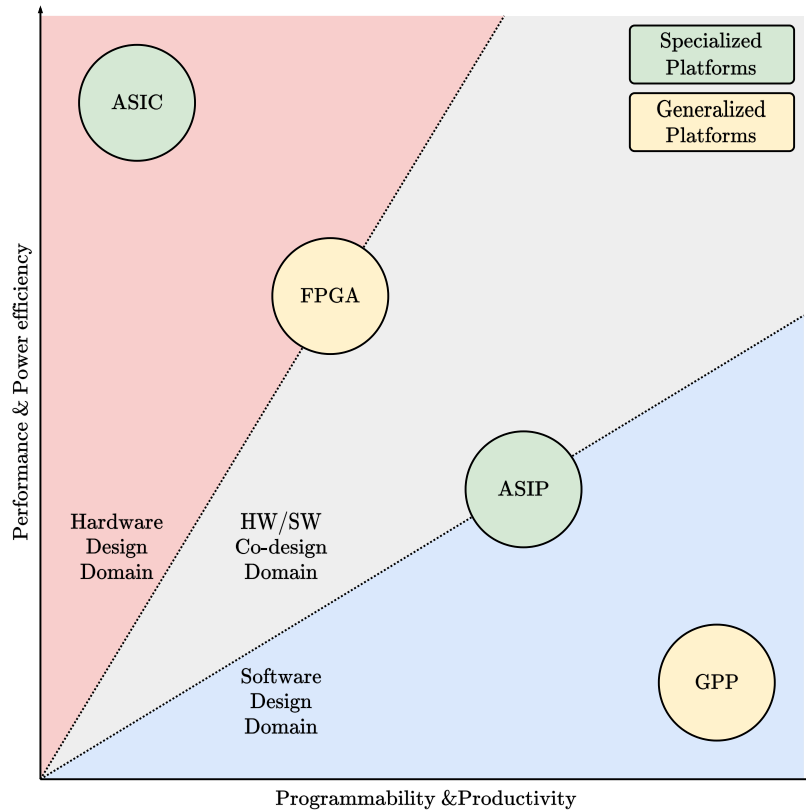 Specialized
Platforms
Generalized
Platforms
ASIC
FPGA
ASIP
GPP
Hardware
Design
Domain
HW/SW
Co-design
Domain
Software
Design
Domain
Performance & Power efficiency
Programmability &Productivity